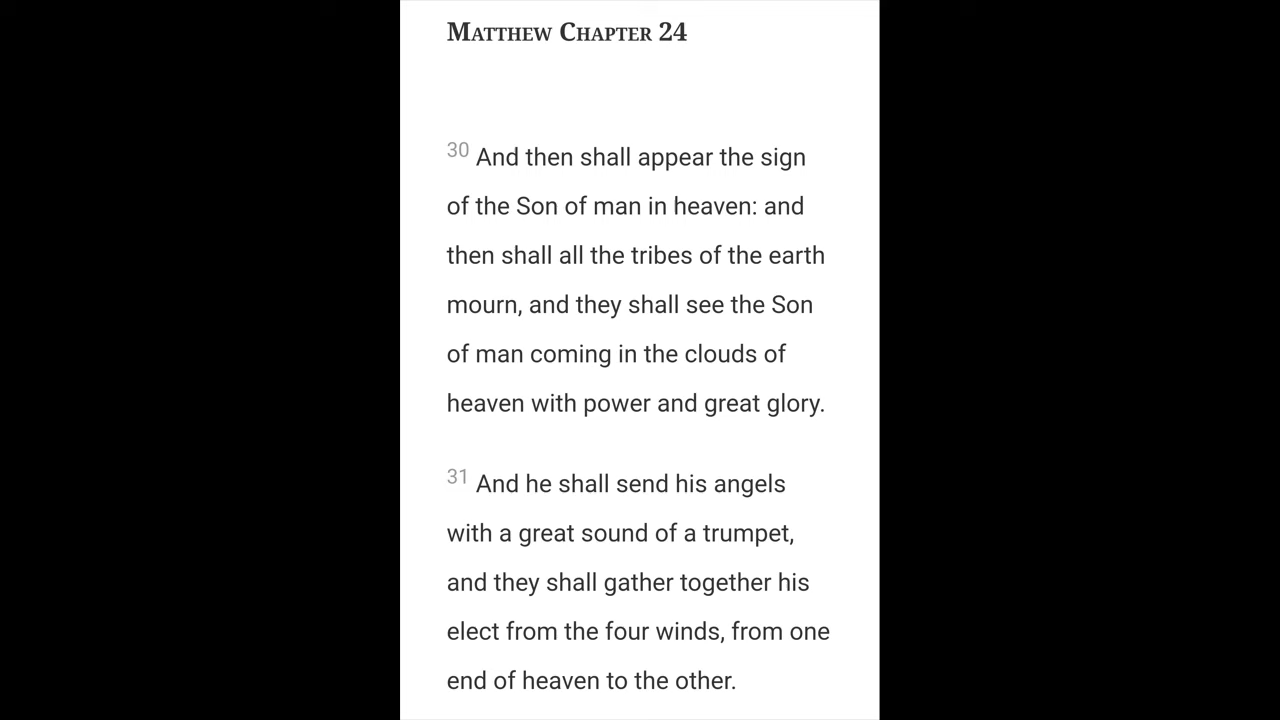 Matthew Chapter 24
30 And then shall appear the sign
of the Son of man in heaven: and
then shall all the tribes of the earth
mourn, and they shall see the Son
of man coming in the clouds of
heaven with power and great glory.
31 And he shall send his angels
with a great sound of a trumpet,
and they shall gather together his
elect from the four winds, from one
end of heaven to the other.